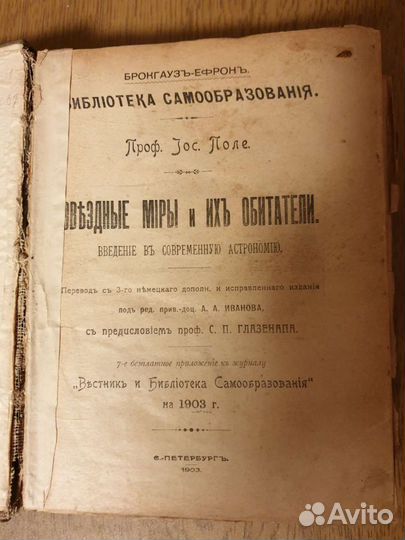 БРОКГАУЗЪ-ЕФРОНЪ.
БИБЛІОТЕКА САМООБРАЗОВАНІЯ.
Проф. Іос. Поле.
ЗВѢЗДНЫЕ МІРЫ и ИХЪ ОБИТАТЕЛИ.
ВВЕДЕНІЕ ВЪ СОВРЕМЕННУЮ АСТРОНОМІЮ.
Переводъ съ 3-го нѣмецкаго дополн. и исправленнаго изданія
подъ ред. прив.-доц. А. А. ИВАНОВА,
съ предисловіемъ проф. С. П. ГЛАЗЕНАПА.
7-е безплатное приложеніе къ журналу
„Вѣстник и Библіотека Самообразованія"
на 1903 г.
С.-ПЕТЕРБУРГЪ.
1903.
Avito